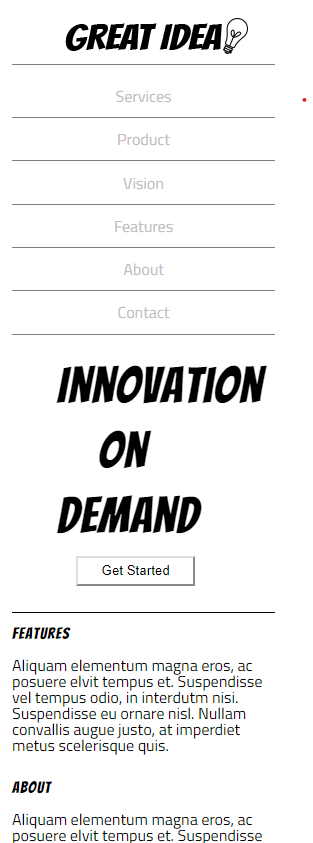 GREAT IDEA
Services
Product
Vision
Features
About
Contact
INNOVATION
ON
DEMAND
Get Started
FEATURES
Aliquam elementum magna eros, ac
posuere elvit tempus et. Suspendisse
vel tempus odio, in interdutm nisi.
Suspendisse eu ornare nisl. Nullam
convallis augue justo, at imperdiet
metus scelerisque quis.
ABOUT
Aliquam elementum magna eros, ac
posuere elvit tempus et. Suspendisse